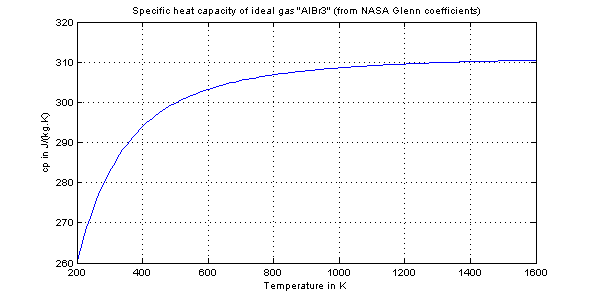 Specific heat capacity of ideal gas "AlBr3" (from NASA Glenn coefficients)
320
310
300
290
280
270
260
cp in J/(kg.K)
200 400 600 800 1000 1200 1400 1600
Temperature in K